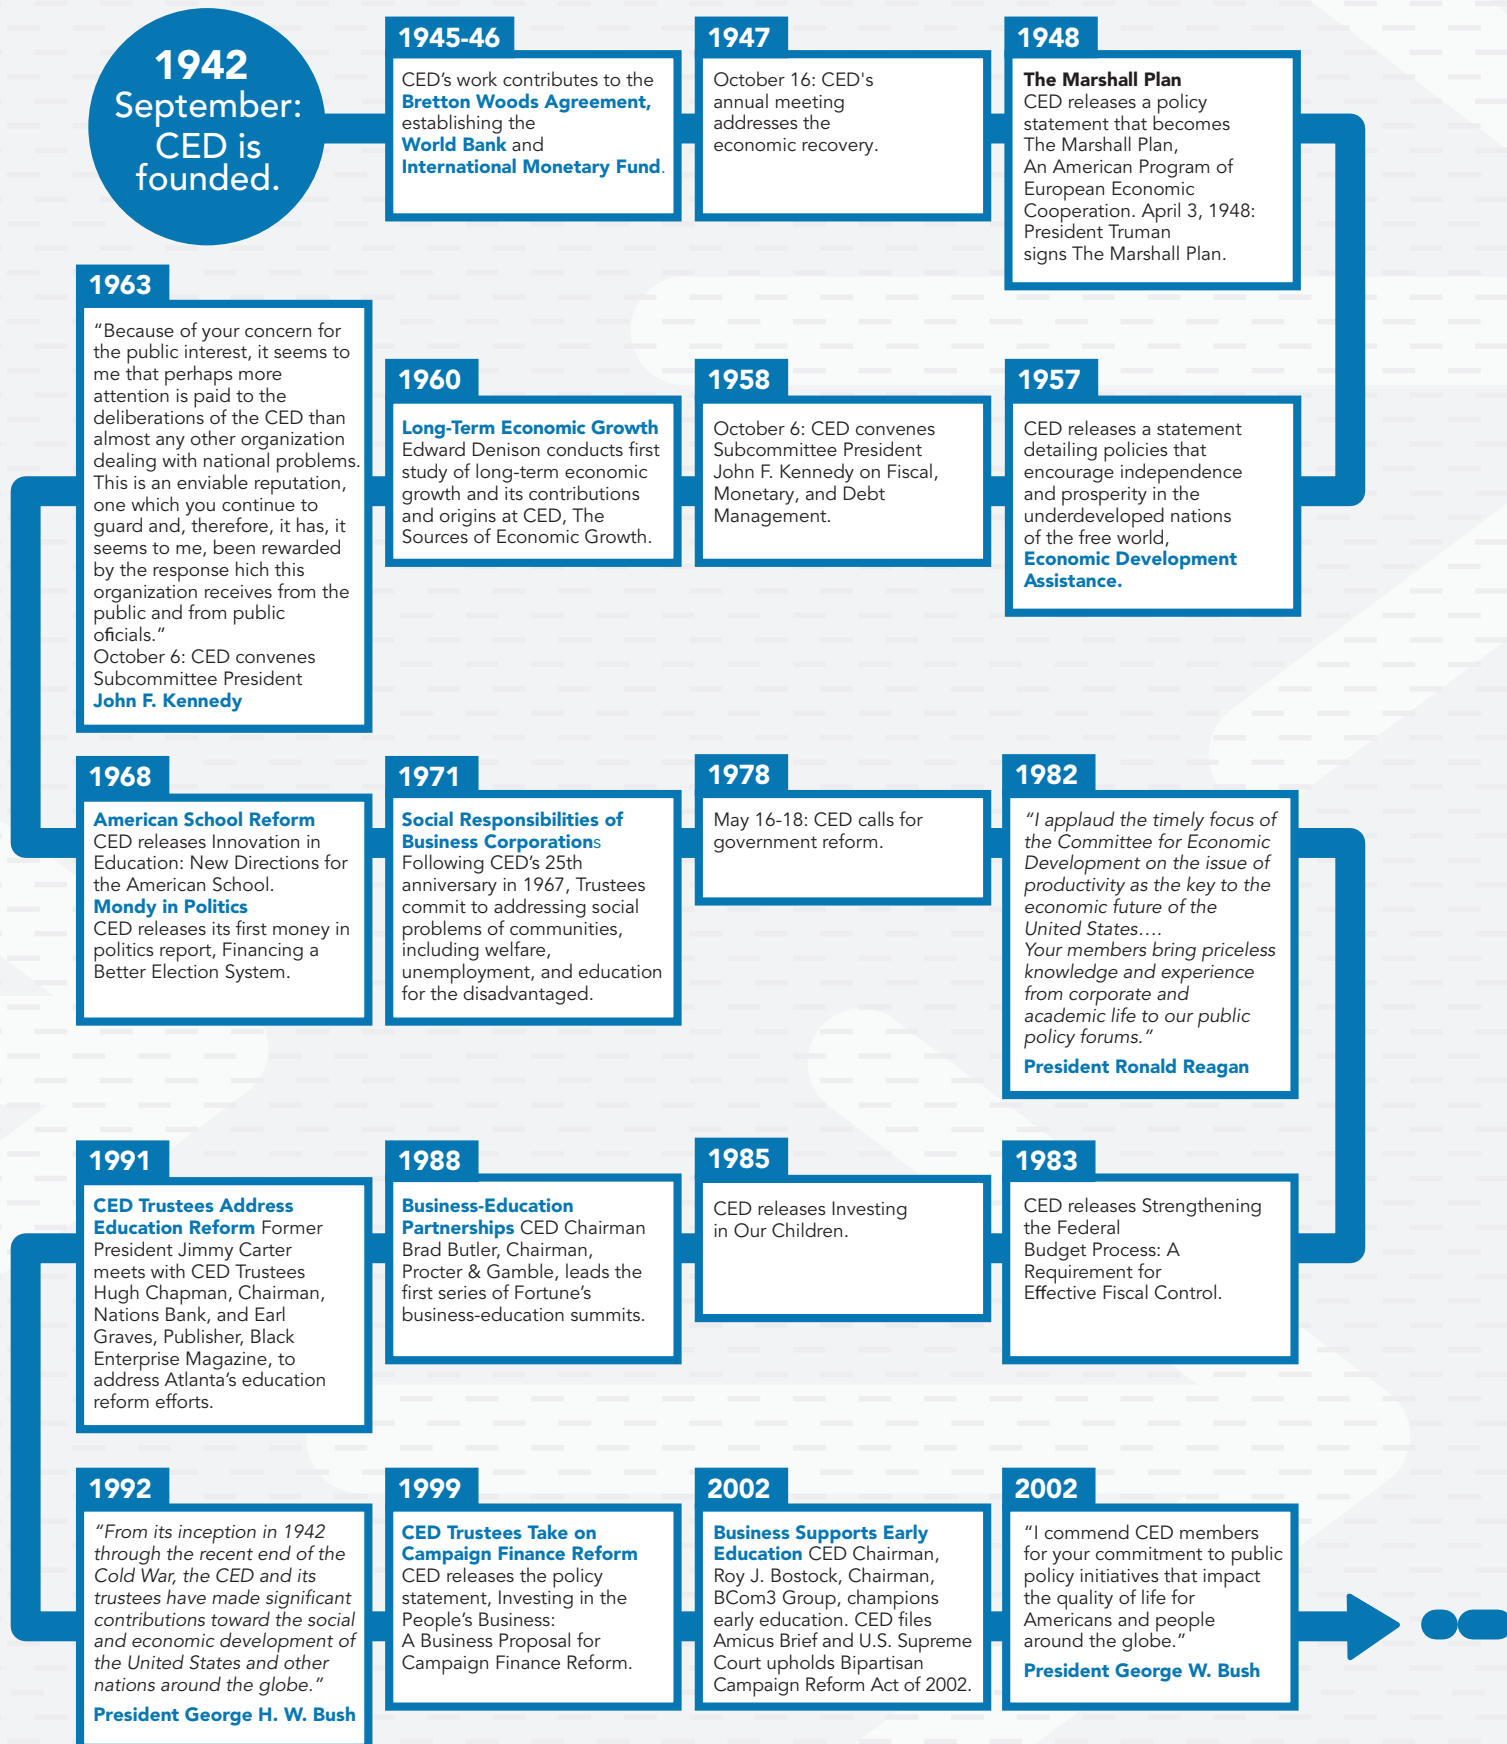 1942
September:
CED is
founded.
1945-46
CED’s work contributes to the
Bretton Woods Agreement,
establishing the
World Bank and
International Monetary Fund.
1947
October 16: CED's
annual meeting
addresses the
economic recovery.
1948
The Marshall Plan
CED releases a policy
statement that becomes
The Marshall Plan,
An American Program of
European Economic
Cooperation. April 3, 1948:
President Truman
signs The Marshall Plan.
1957
CED releases a statement
detailing policies that
encourage independence
and prosperity in the
underdeveloped nations
of the free world,
Economic Development
Assistance.
1958
October 6: CED convenes
Subcommittee President
John F. Kennedy on Fiscal,
Monetary, and Debt
Management.
1960
Long-Term Economic Growth
Edward Denison conducts first
study of long-term economic
growth and its contributions
and origins at CED, The
Sources of Economic Growth.
1963
“Because of your concern for
the public interest, it seems to
me that perhaps more
attention is paid to the
deliberations of the CED than
almost any other organization
dealing with national problems.
This is an enviable reputation,
one which you continue to
guard and, therefore, it has, it
seems to me, been rewarded
by the response hich this
organization receives from the
public and from public
oficials.”
October 6: CED convenes
Subcommittee President
John F. Kennedy
1968
American School Reform
CED releases Innovation in
Education: New Directions for
the American School.
Mondy in Politics
CED releases its first money in
politics report, Financing a
Better Election System.
1971
Social Responsibilities of
Business Corporations
Following CED’s 25th
anniversary in 1967, Trustees
commit to addressing social
problems of communities,
including welfare,
unemployment, and education
for the disadvantaged.
1978
May 16-18: CED calls for
government reform.
1982
“I applaud the timely focus of
the Committee for Economic
Development on the issue of
productivity as the key to the
economic future of the
United States….
Your members bring priceless
knowledge and experience
from corporate and
academic life to our public
policy forums.”
President Ronald Reagan
1983
CED releases Strengthening
the Federal
Budget Process: A
Requirement for
Effective Fiscal Control.
1985
CED releases Investing
in Our Children.
1988
Business-Education
Partnerships CED Chairman
Brad Butler, Chairman,
Procter & Gamble, leads the
first series of Fortune’s
business-education summits.
1991
CED Trustees Address
Education Reform Former
President Jimmy Carter
meets with CED Trustees
Hugh Chapman, Chairman,
Nations Bank, and Earl
Graves, Publisher, Black
Enterprise Magazine, to
address Atlanta’s education
reform efforts.
1992
“From its inception in 1942
through the recent end of the
Cold War, the CED and its
trustees have made significant
contributions toward the social
and economic development of
the United States and other
nations around the globe.”
President George H. W. Bush
1999
CED Trustees Take on
Campaign Finance Reform
CED releases the policy
statement, Investing in the
People’s Business:
A Business Proposal for
Campaign Finance Reform.
2002
Business Supports Early
Education CED Chairman,
Roy J. Bostock, Chairman,
BCom3 Group, champions
early education. CED files
Amicus Brief and U.S. Supreme
Court upholds Bipartisan
Campaign Reform Act of 2002.
2002
“I commend CED members
for your commitment to public
policy initiatives that impact
the quality of life for
Americans and people
around the globe.”
President George W. Bush